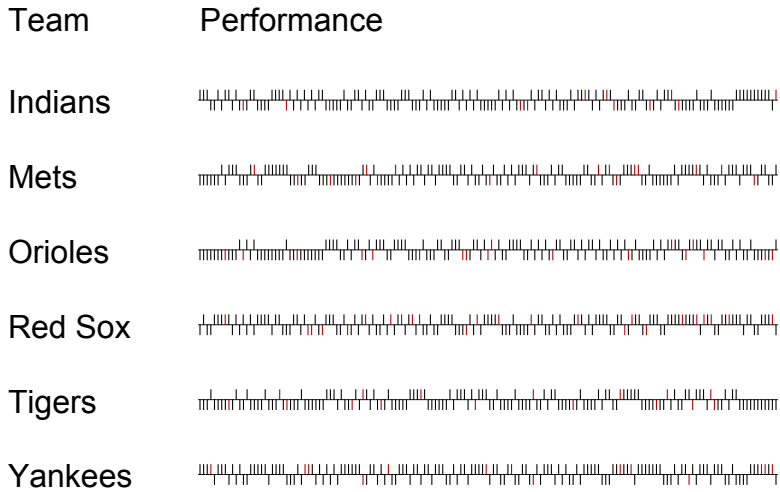 Team Performance
Indians
Mets
Orioles
Red Sox
Tigers
Yankees